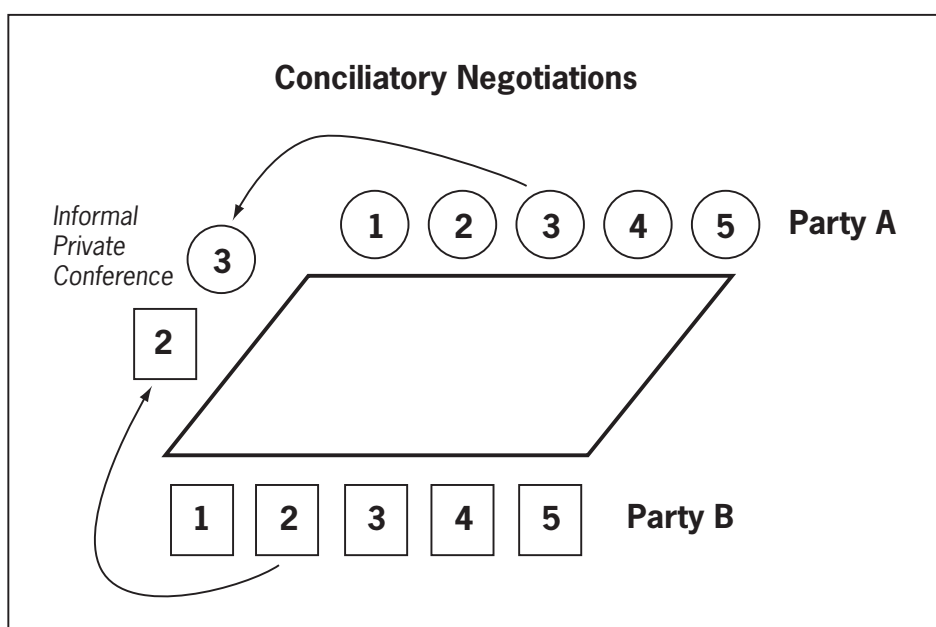 Conciliatory Negotiations
Informal
Private
Conference
3
2
1 2 3 4 5 Party A
1 2 3 4 5 Party B